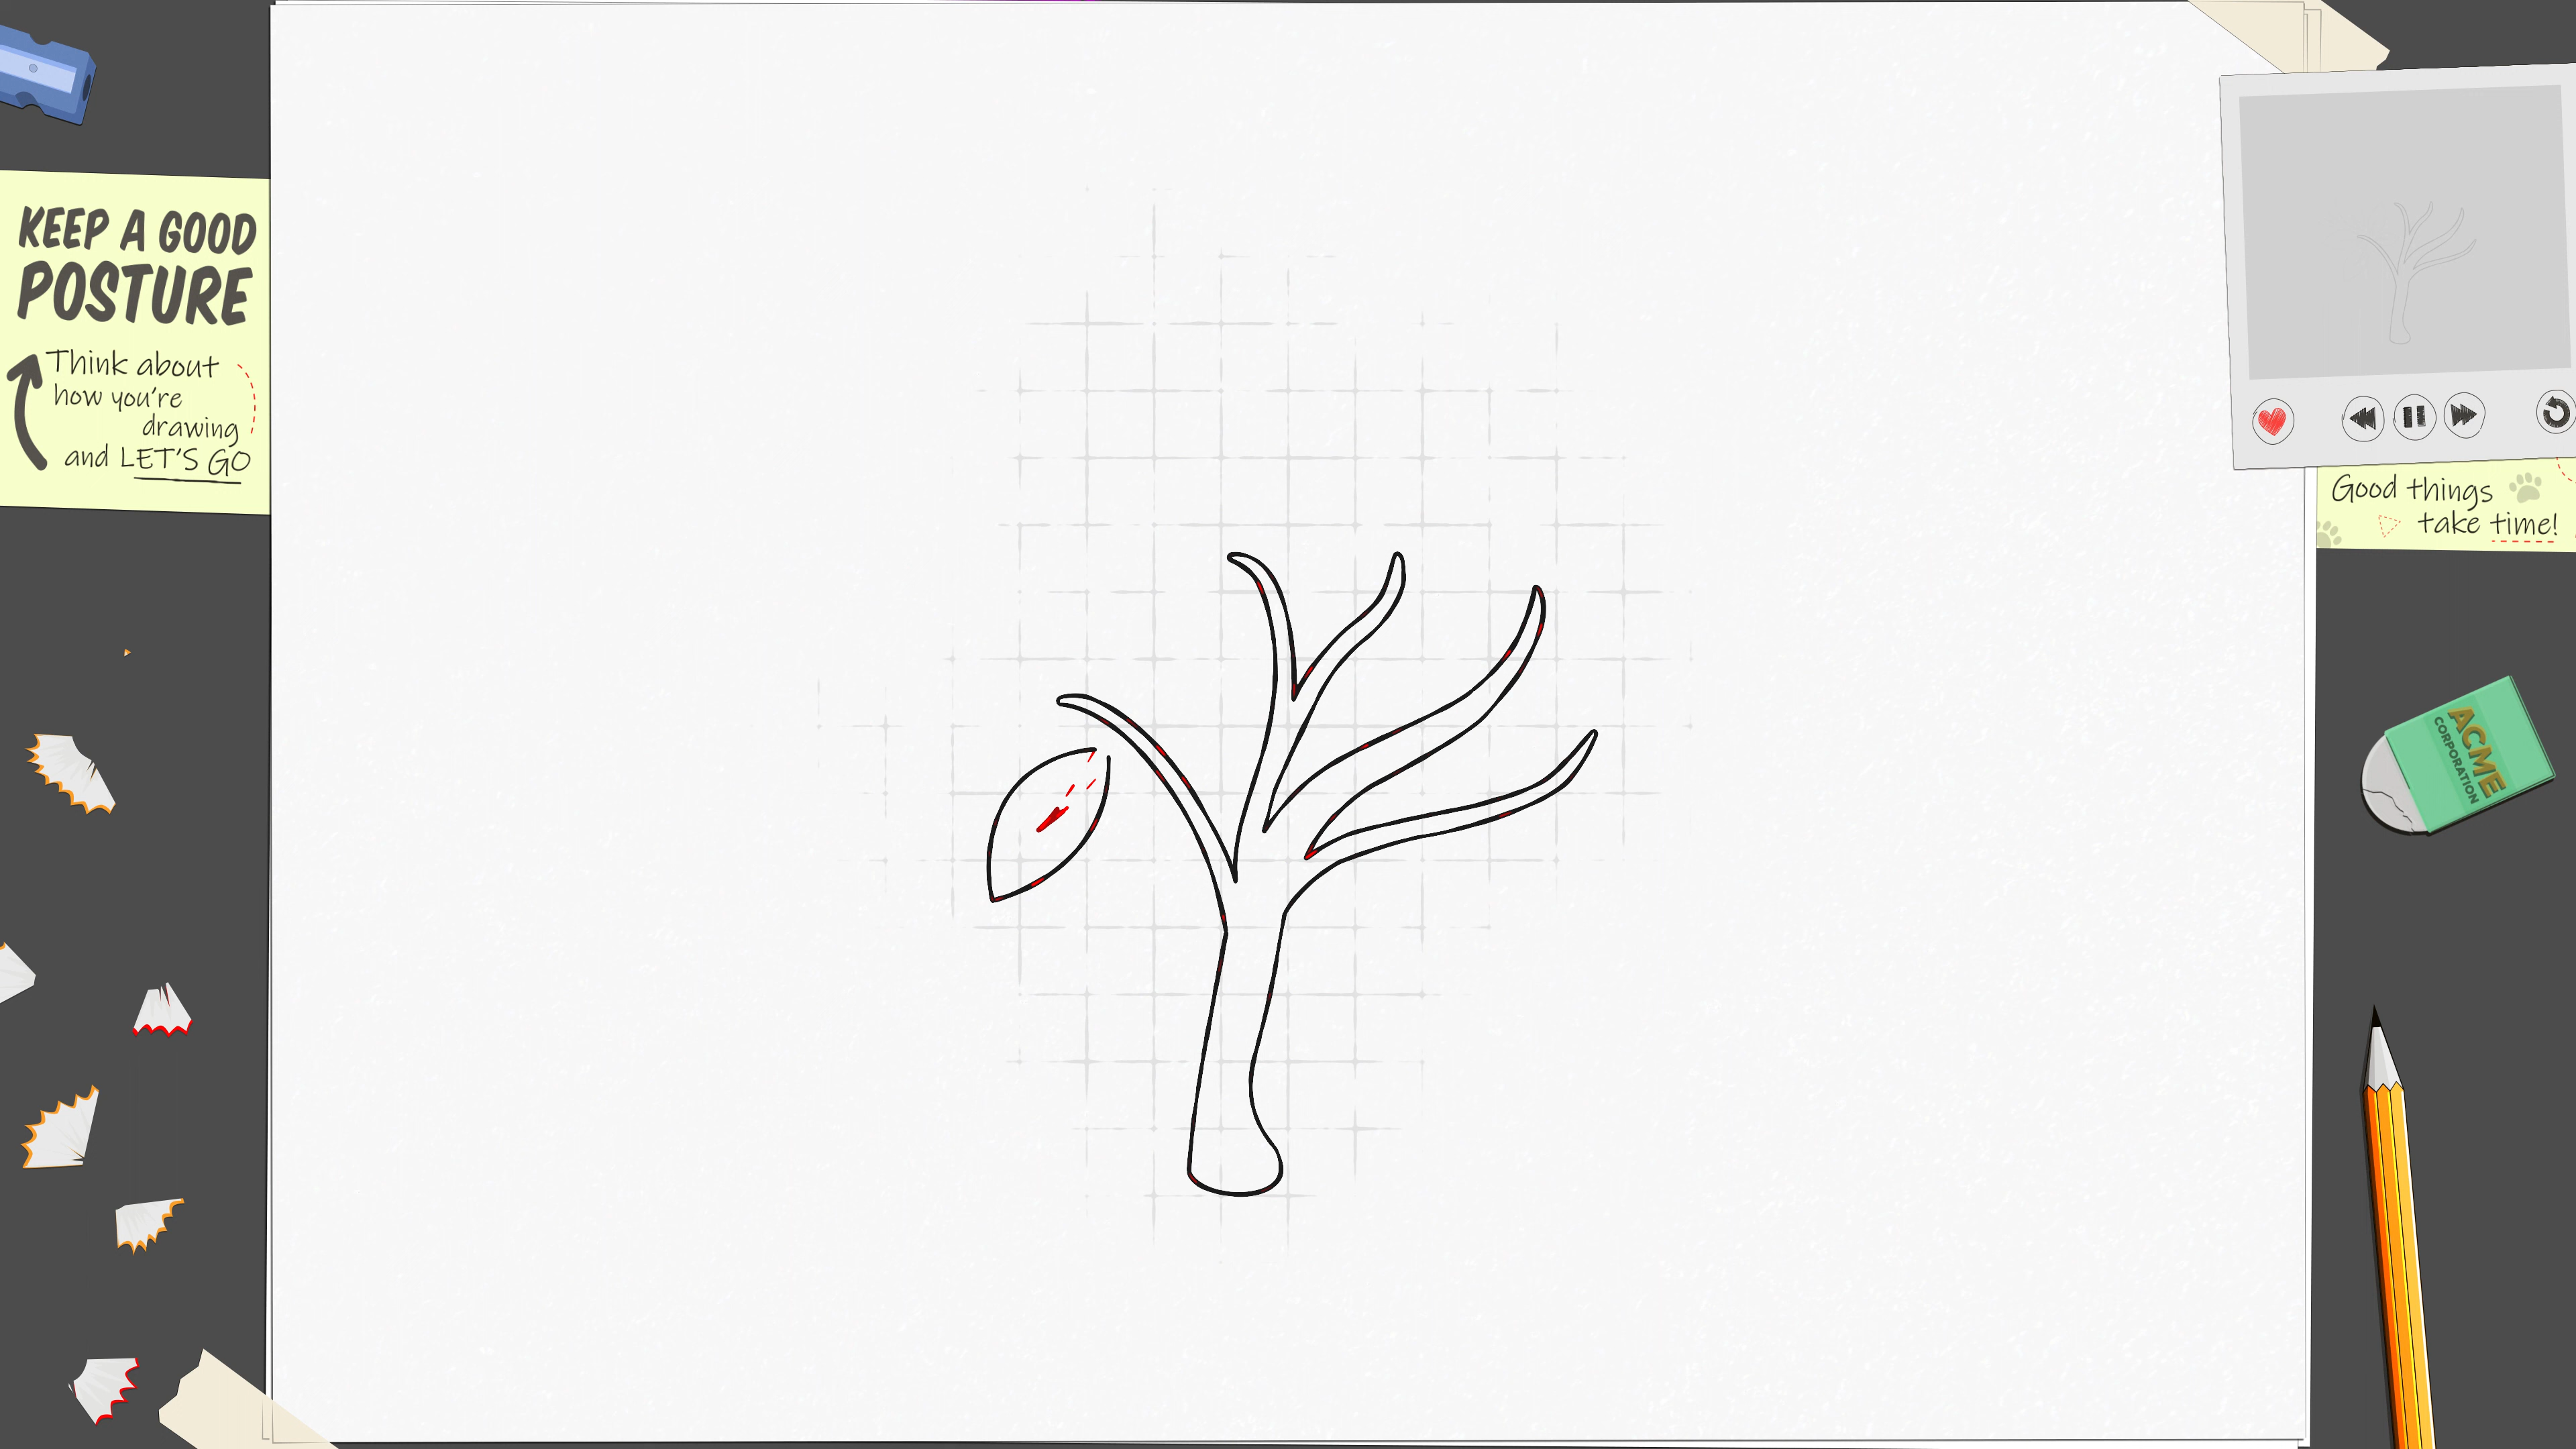 KEEP A GOOD
POSTURE
Think about
how you're
drawing
and LET'S GO
Good things
take time!
ACME
CORPORATION